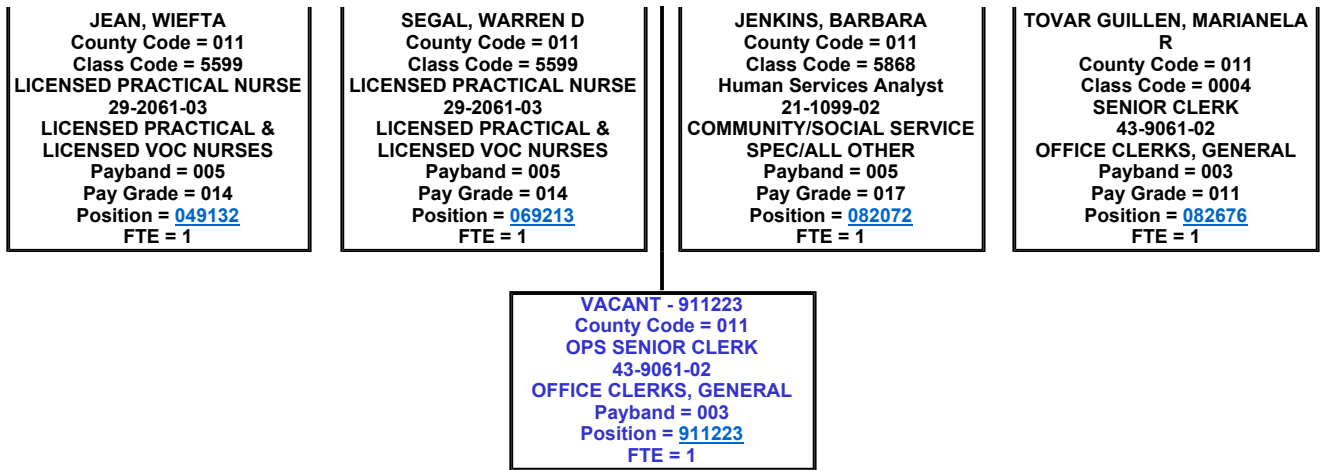 JEAN, WIEFTA
County Code = 011
Class Code = 5599
LICENSED PRACTICAL NURSE
29-2061-03
LICENSED PRACTICAL &
LICENSED VOC NURSES
Payband = 005
Pay Grade = 014
Position = 049132
FTE = 1
SEGAL, WARREN D
County Code = 011
Class Code = 5599
LICENSED PRACTICAL NURSE
29-2061-03
LICENSED PRACTICAL &
LICENSED VOC NURSES
Payband = 005
Pay Grade = 014
Position = 069213
FTE = 1
JENKINS, BARBARA
County Code = 011
Class Code = 5868
Human Services Analyst
21-1099-02
COMMUNITY/SOCIAL SERVICE
SPEC/ALL OTHER
Payband = 005
Pay Grade = 017
Position = 082072
FTE = 1
TOVAR GUILLEN, MARIANELA
R
County Code = 011
Class Code = 0004
SENIOR CLERK
43-9061-02
OFFICE CLERKS, GENERAL
Payband = 003
Pay Grade = 011
Position = 082676
FTE = 1
VACANT - 911223
County Code = 011
OPS SENIOR CLERK
43-9061-02
OFFICE CLERKS, GENERAL
Payband = 003
Position = 911223
FTE = 1